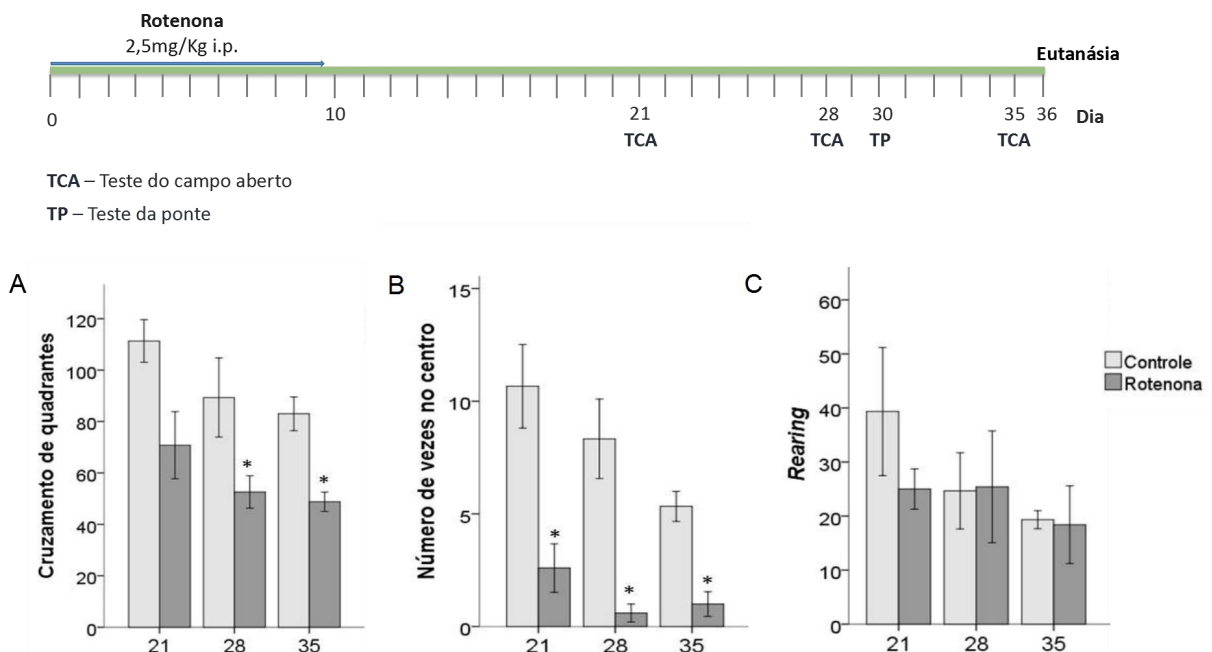 Rotenona
2,5mg/Kg i.p.
Eutanásia
0
10
21
28
30
35
36
Dia
TCA
TCA
TP
TCA
TCA – Teste do campo aberto
TP – Teste da ponte
A
Cruzamento de quadrantes
120
100
80
60
40
20
0
*
*
21
28
35
B
Número de vezes no centro
15
10
5
0
*
*
*
21
28
35
C
Rearing
60
50
40
30
20
10
0
21
28
35
Controle
Rotenona